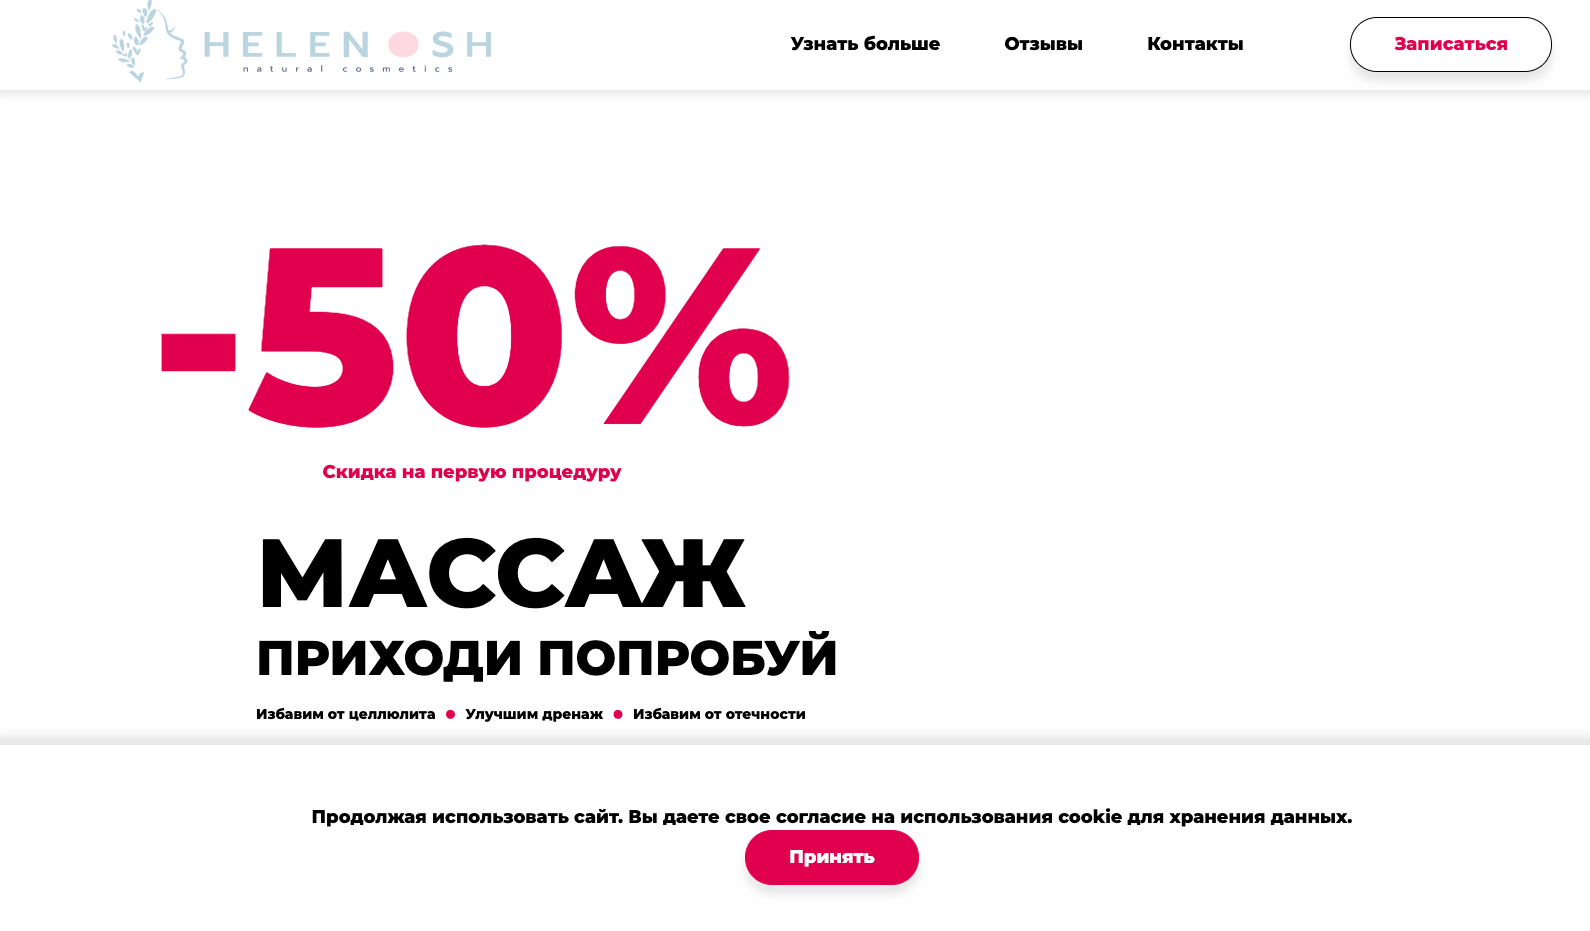 HELEN SH
natural cosmetics
Узнать больше
Отзывы
Контакты
Записаться
-50%
Скидка на первую процедуру
МАССАЖ
ПРИХОДИ ПОПРОБУЙ
Избавим от целлюлита • Улучшим дренаж • Избавим от отечности
Продолжая использовать сайт. Вы даете свое согласие на использования cookie для хранения данных.
Принять